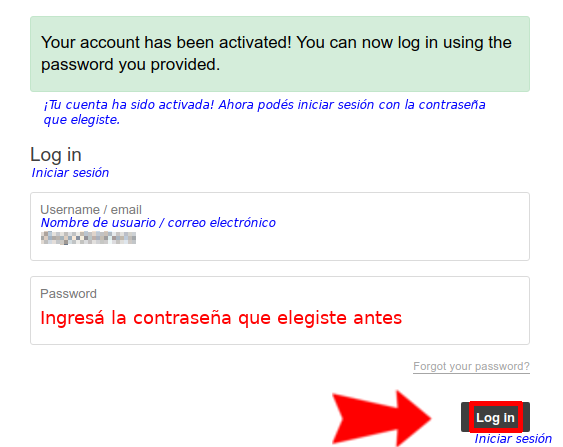 Your account has been activated! You can now log in using the
password you provided.
¡Tu cuenta ha sido activada! Ahora podés iniciar sesión con la contraseña
que elegiste.
Log in
Iniciar sesión
Username / email
Nombre de usuario / correo electrónico
Password
Ingresá la contraseña que elegiste antes
Forgot your password?
Log in
Iniciar sesión